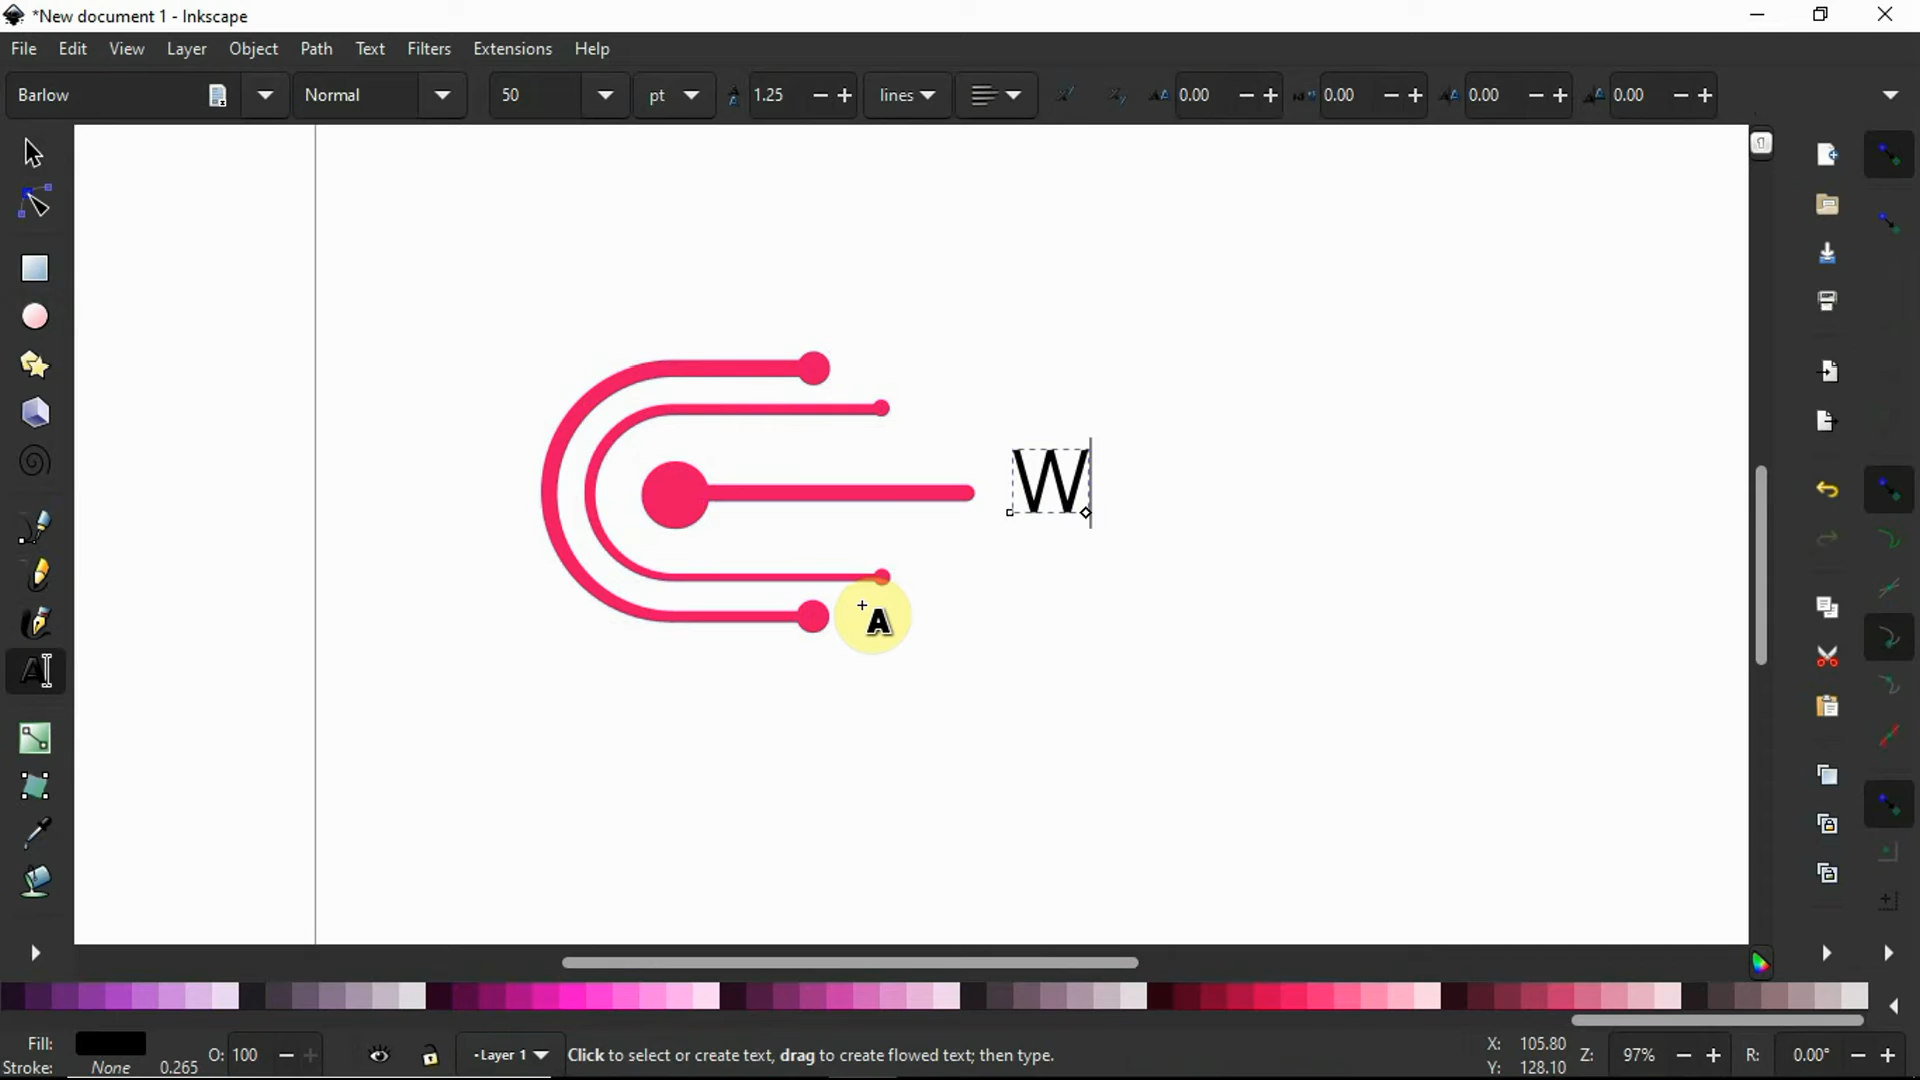 *New document 1 - Inkscape
File Edit View Layer Object Path Text Filters Extensions Help
Barlow Normal 50 pt 1.25 lines 0.00 0.00 0.00 0.00
W
Fill: O: 100 Layer 1 Click to select or create text, drag to create flowed text; then type. X: 105.80 Z: 97% R: 0.00°
Stroke: None 0.265 Y: 128.10